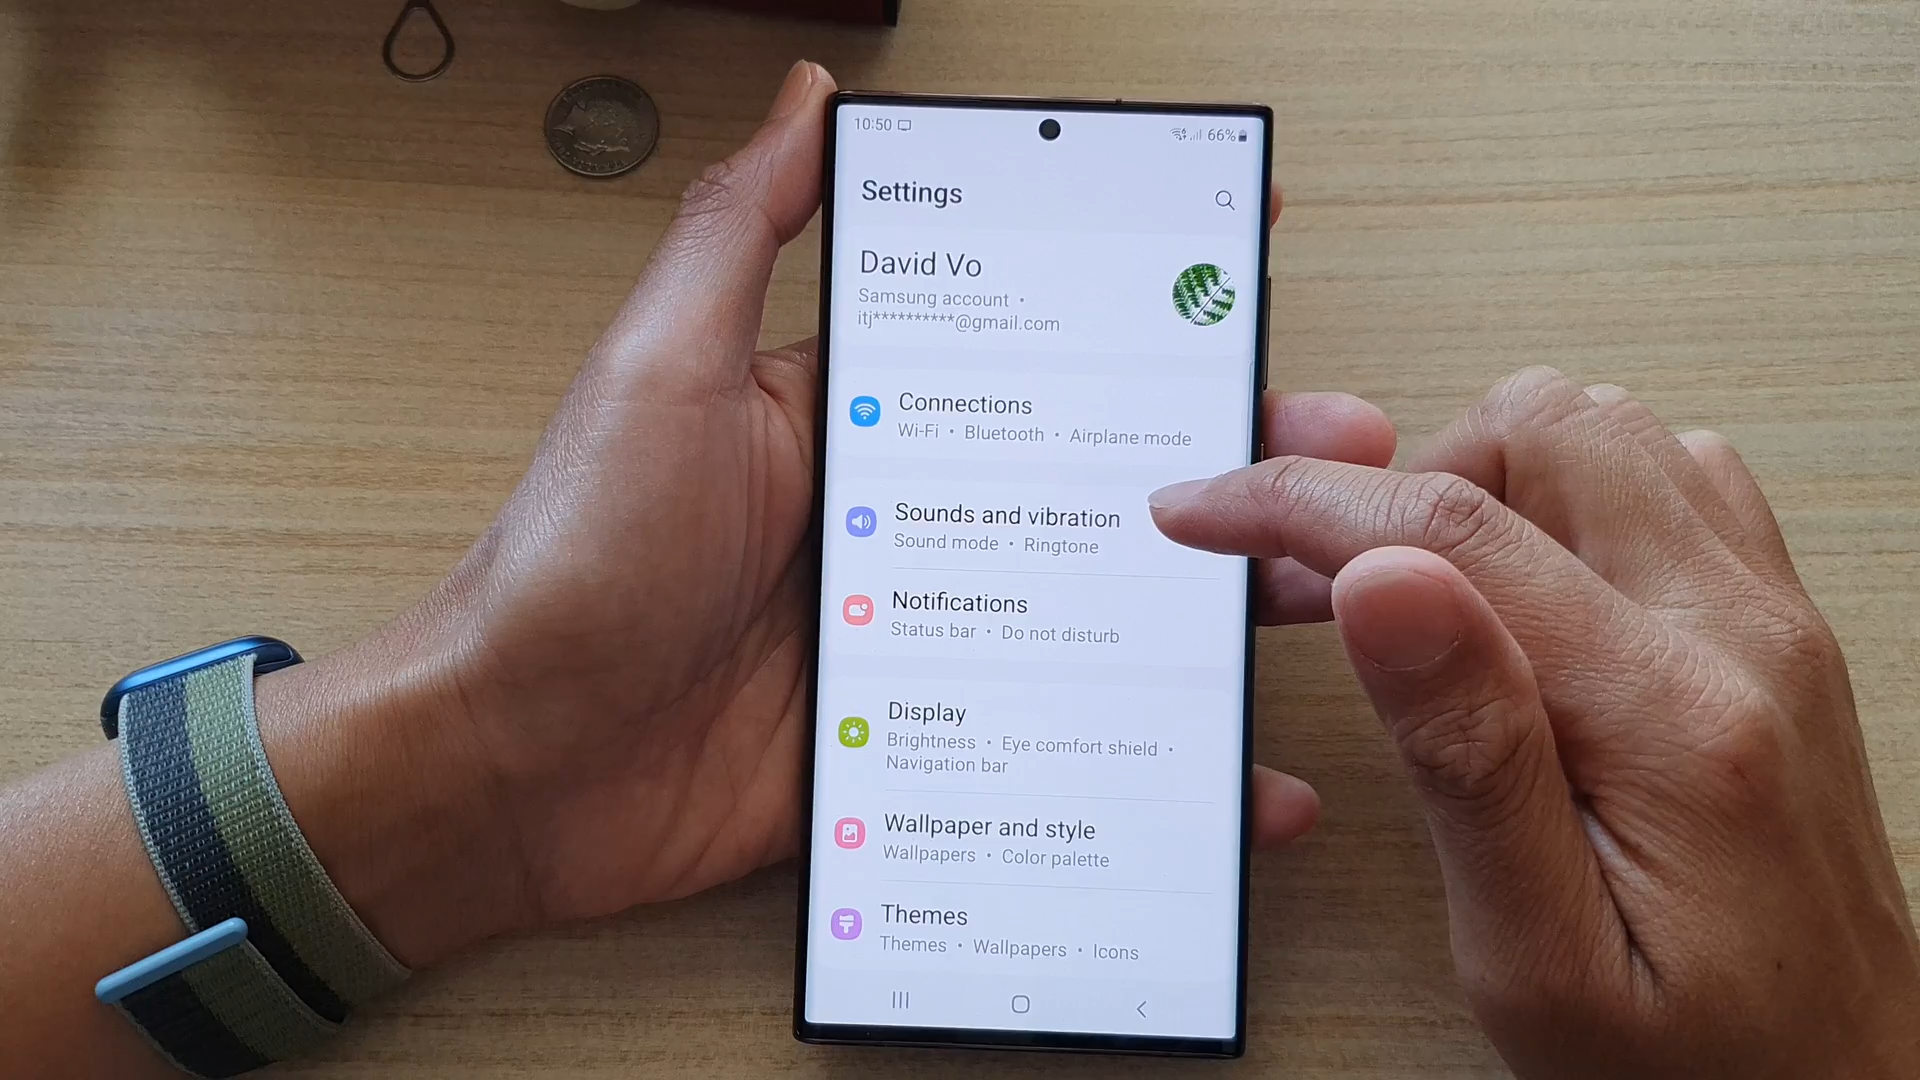 10:50
66%
Settings
David Vo
Samsung account •
itj**********@gmail.com
Connections
Wi-Fi • Bluetooth • Airplane mode
Sounds and vibration
Sound mode • Ringtone
Notifications
Status bar • Do not disturb
Display
Brightness • Eye comfort shield •
Navigation bar
Wallpaper and style
Wallpapers • Color palette
Themes
Themes • Wallpapers • Icons